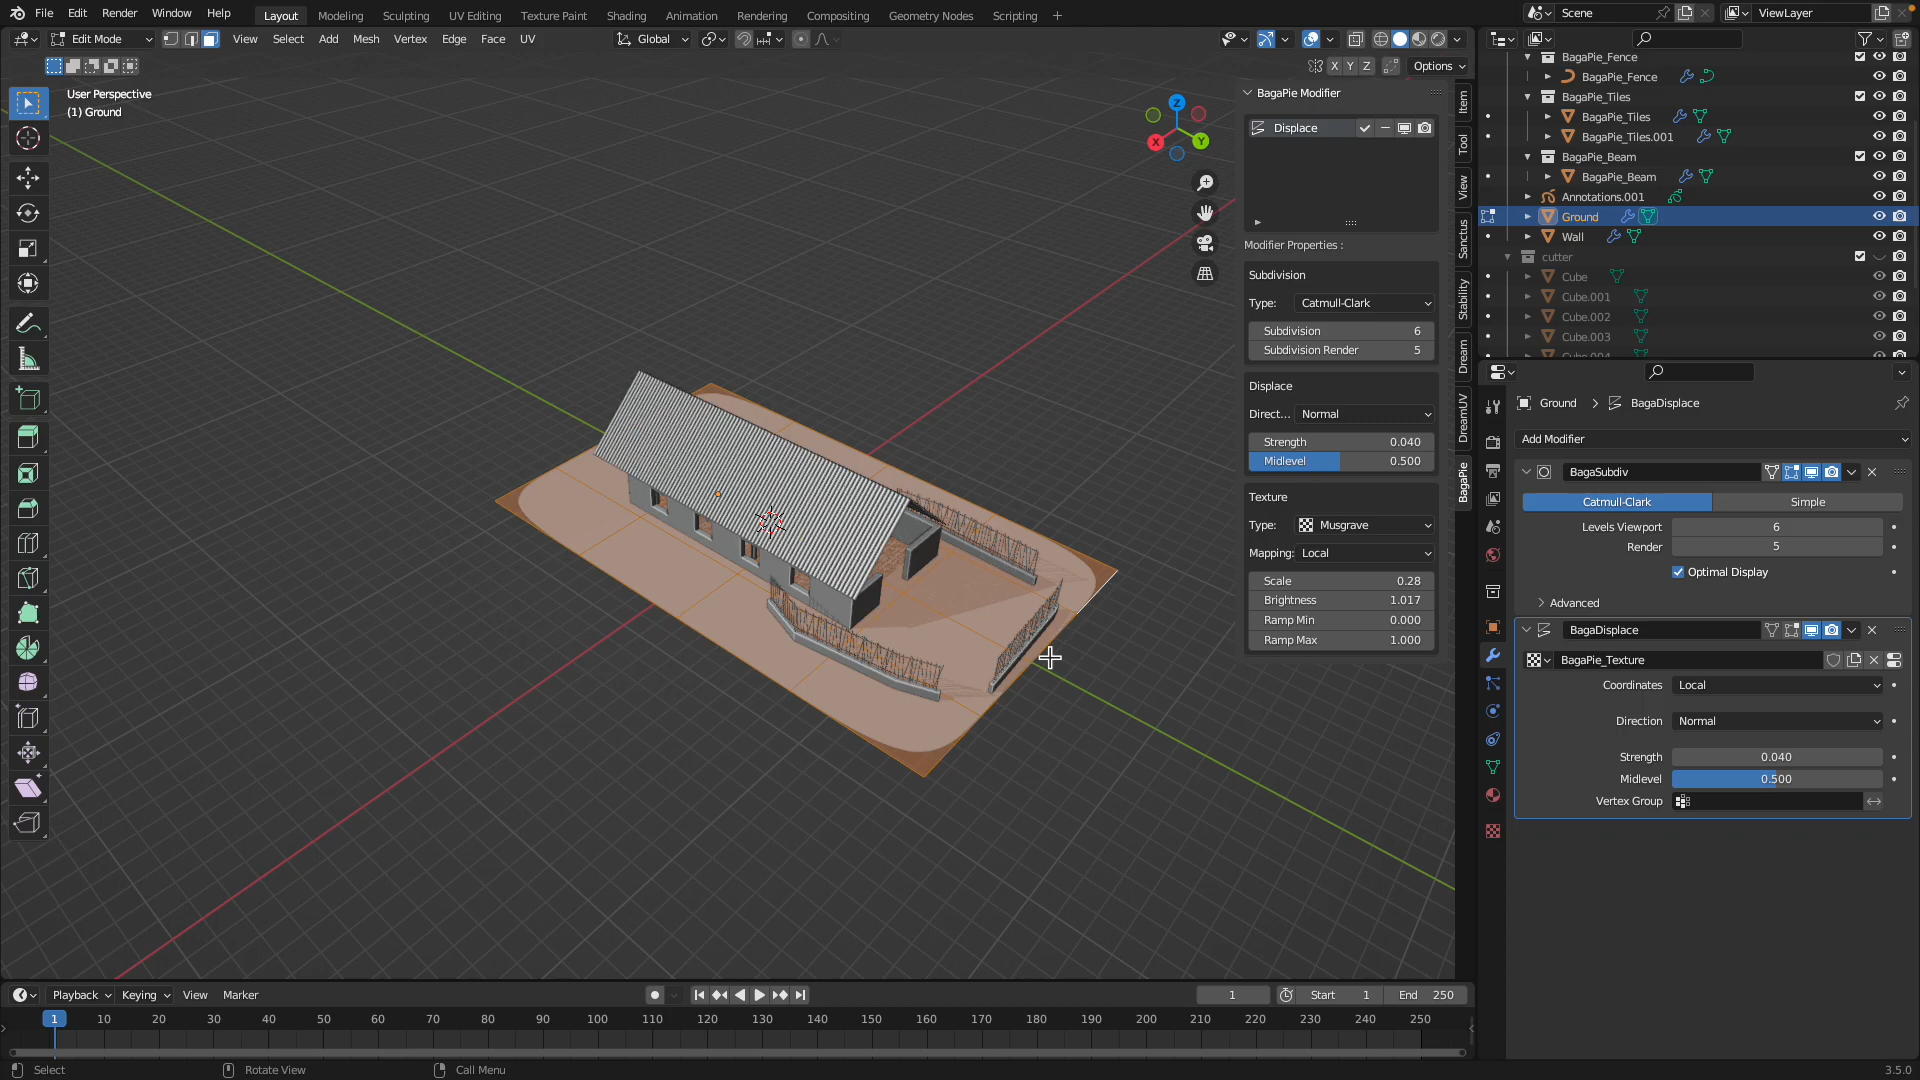 File Edit Render Window Help Layout Modeling Sculpting UV Editing Texture Paint Shading Animation Rendering Compositing Geometry Nodes Scripting + Scene ViewLayer
Edit Mode View Select Add Mesh Vertex Edge Face UV Global
X Y Z Options
User Perspective
(1) Ground
Z
X Y
BagaPie Modifier
Displace
Modifier Properties :
Subdivision
Type: Catmull-Clark
Subdivision 6
Subdivision Render 5
Displace
Direct... Normal
Strength 0.040
Midlevel 0.500
Texture
Type: Musgrave
Mapping: Local
Scale 0.28
Brightness 1.017
Ramp Min 0.000
Ramp Max 1.000
Item
Tool
View
Sanctus
Stability
Dream
DreamUV
BagaPie
BagaPie_Fence
BagaPie_Fence
BagaPie_Tiles
BagaPie_Tiles
BagaPie_Tiles.001
BagaPie_Beam
BagaPie_Beam
Annotations.001
Ground
Wall
cutter
Cube
Cube.001
Cube.002
Cube.003
Cube.004
Ground > BagaDisplace
Add Modifier
BagaSubdiv
Catmull-Clark Simple
Levels Viewport 6
Render 5
Optimal Display
Advanced
BagaDisplace
BagaPie_Texture
Coordinates Local
Direction Normal
Strength 0.040
Midlevel 0.500
Vertex Group
Playback Keying View Marker 1 Start 1 End 250
1 10 20 30 40 50 60 70 80 90 100 110 120 130 140 150 160 170 180 190 200 210 220 230 240 250
Select Rotate View Call Menu 3.5.0